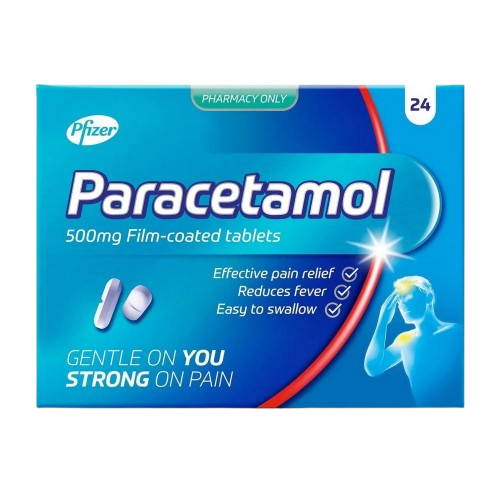 PHARMACY ONLY
24
Pfizer
Paracetamol
500mg Film-coated tablets
Effective pain relief
Reduces fever
Easy to swallow
GENTLE ON YOU
STRONG ON PAIN